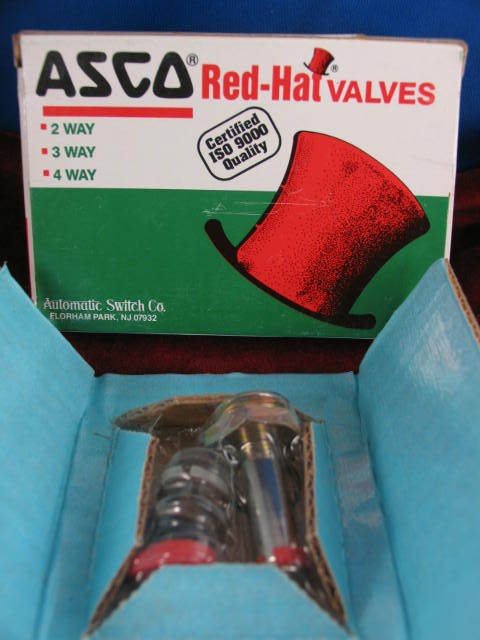 ASCO® Red-Hat® VALVES
2 WAY
3 WAY
4 WAY
Certified
ISO 9000
Quality
Automatic Switch Co.
FLORHAM PARK, NJ 07932